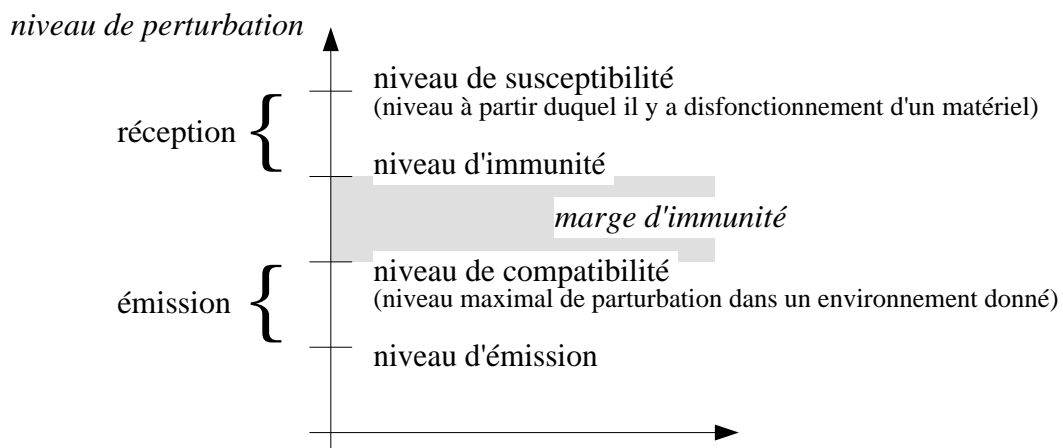 niveau de perturbation
niveau de susceptibilité
(niveau à partir duquel il y a disfonctionnement d'un matériel)
réception {
niveau d'immunité
marge d'immunité
niveau de compatibilité
(niveau maximal de parturbation dans un environnement donné)
émission {
niveau d'émission